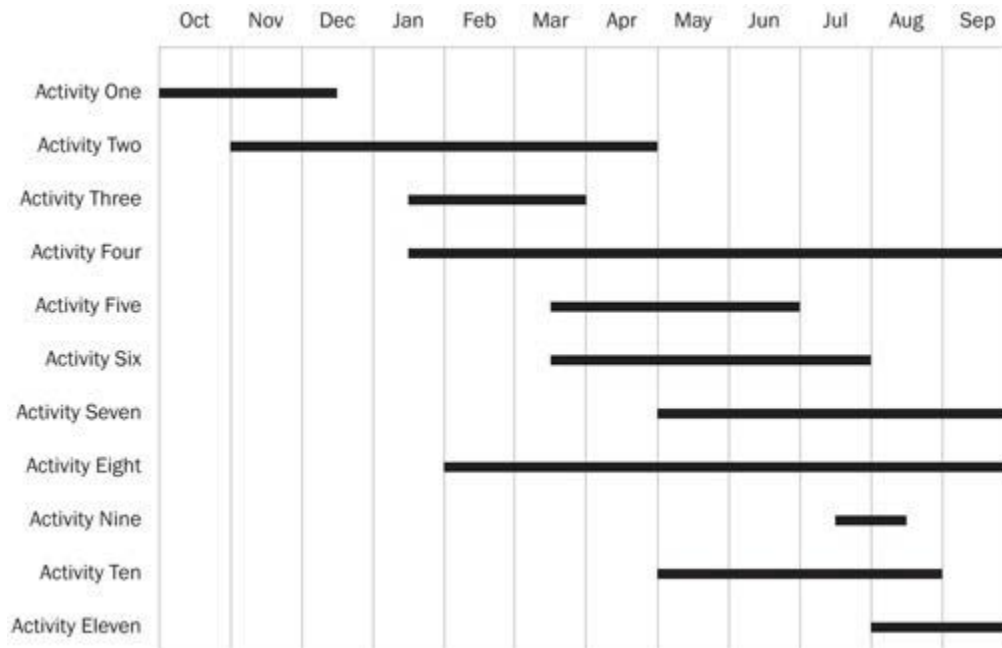 Oct Nov Dec Jan Feb Mar Apr May Jun Jul Aug Sep
Activity One
Activity Two
Activity Three
Activity Four
Activity Five
Activity Six
Activity Seven
Activity Eight
Activity Nine
Activity Ten
Activity Eleven